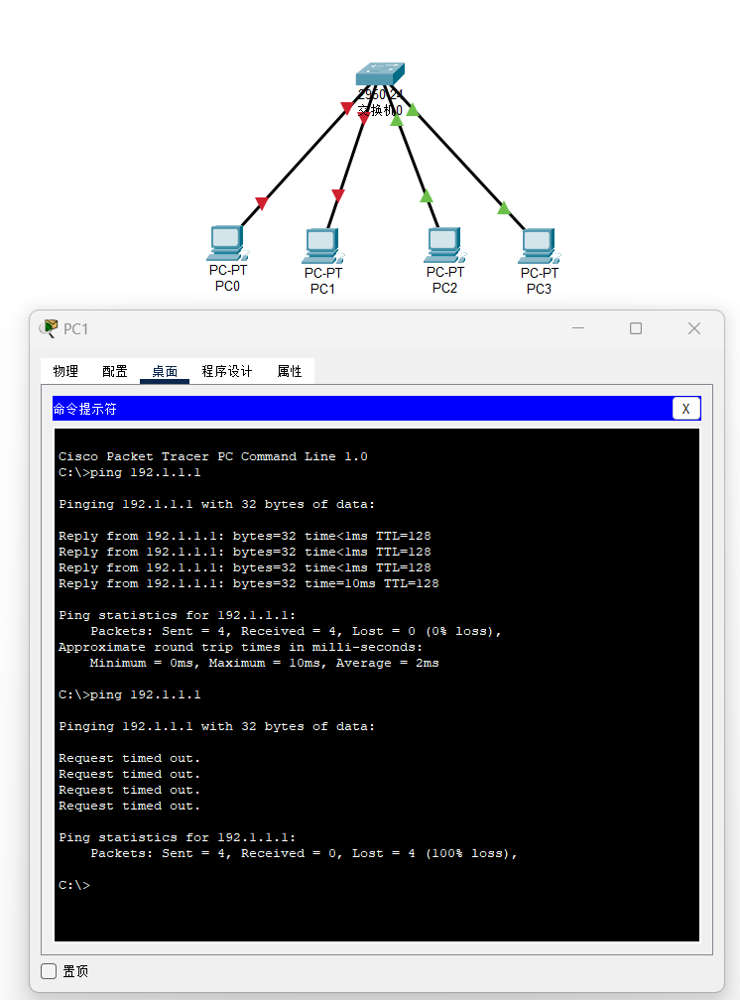 2950-24
交换机0
PC-PT
PC0
PC-PT
PC1
PC-PT
PC2
PC-PT
PC3
PC1
物理 配置 桌面 程序设计 属性
命令提示符 X
Cisco Packet Tracer PC Command Line 1.0
C:\>ping 192.1.1.1
Pinging 192.1.1.1 with 32 bytes of data:
Reply from 192.1.1.1: bytes=32 time<1ms TTL=128
Reply from 192.1.1.1: bytes=32 time<1ms TTL=128
Reply from 192.1.1.1: bytes=32 time<1ms TTL=128
Reply from 192.1.1.1: bytes=32 time=10ms TTL=128
Ping statistics for 192.1.1.1:
Packets: Sent = 4, Received = 4, Lost = 0 (0% loss),
Approximate round trip times in milli-seconds:
Minimum = 0ms, Maximum = 10ms, Average = 2ms
C:\>ping 192.1.1.1
Pinging 192.1.1.1 with 32 bytes of data:
Request timed out.
Request timed out.
Request timed out.
Request timed out.
Ping statistics for 192.1.1.1:
Packets: Sent = 4, Received = 0, Lost = 4 (100% loss),
C:\>
置顶